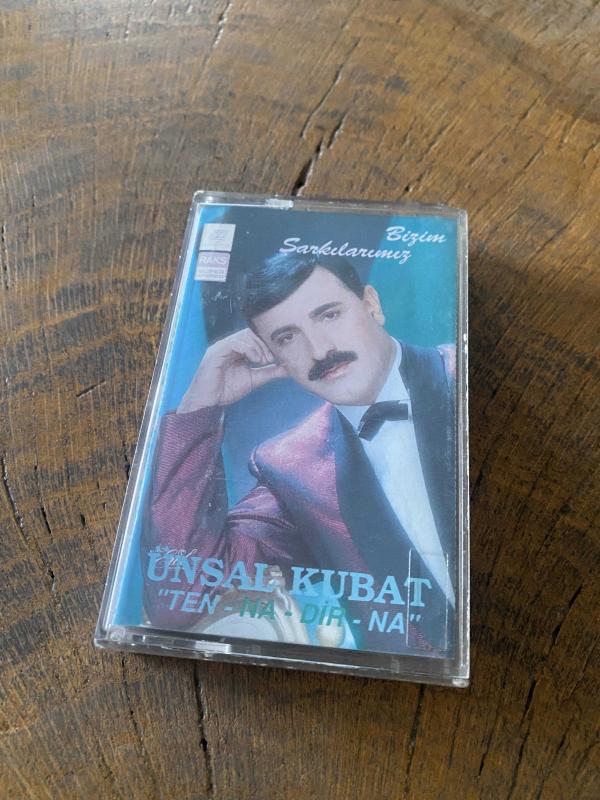 Bizim
Şarkılarımız
RAKS
ÜNSAL KUBAT
"TEN - NA - DİR - NA"